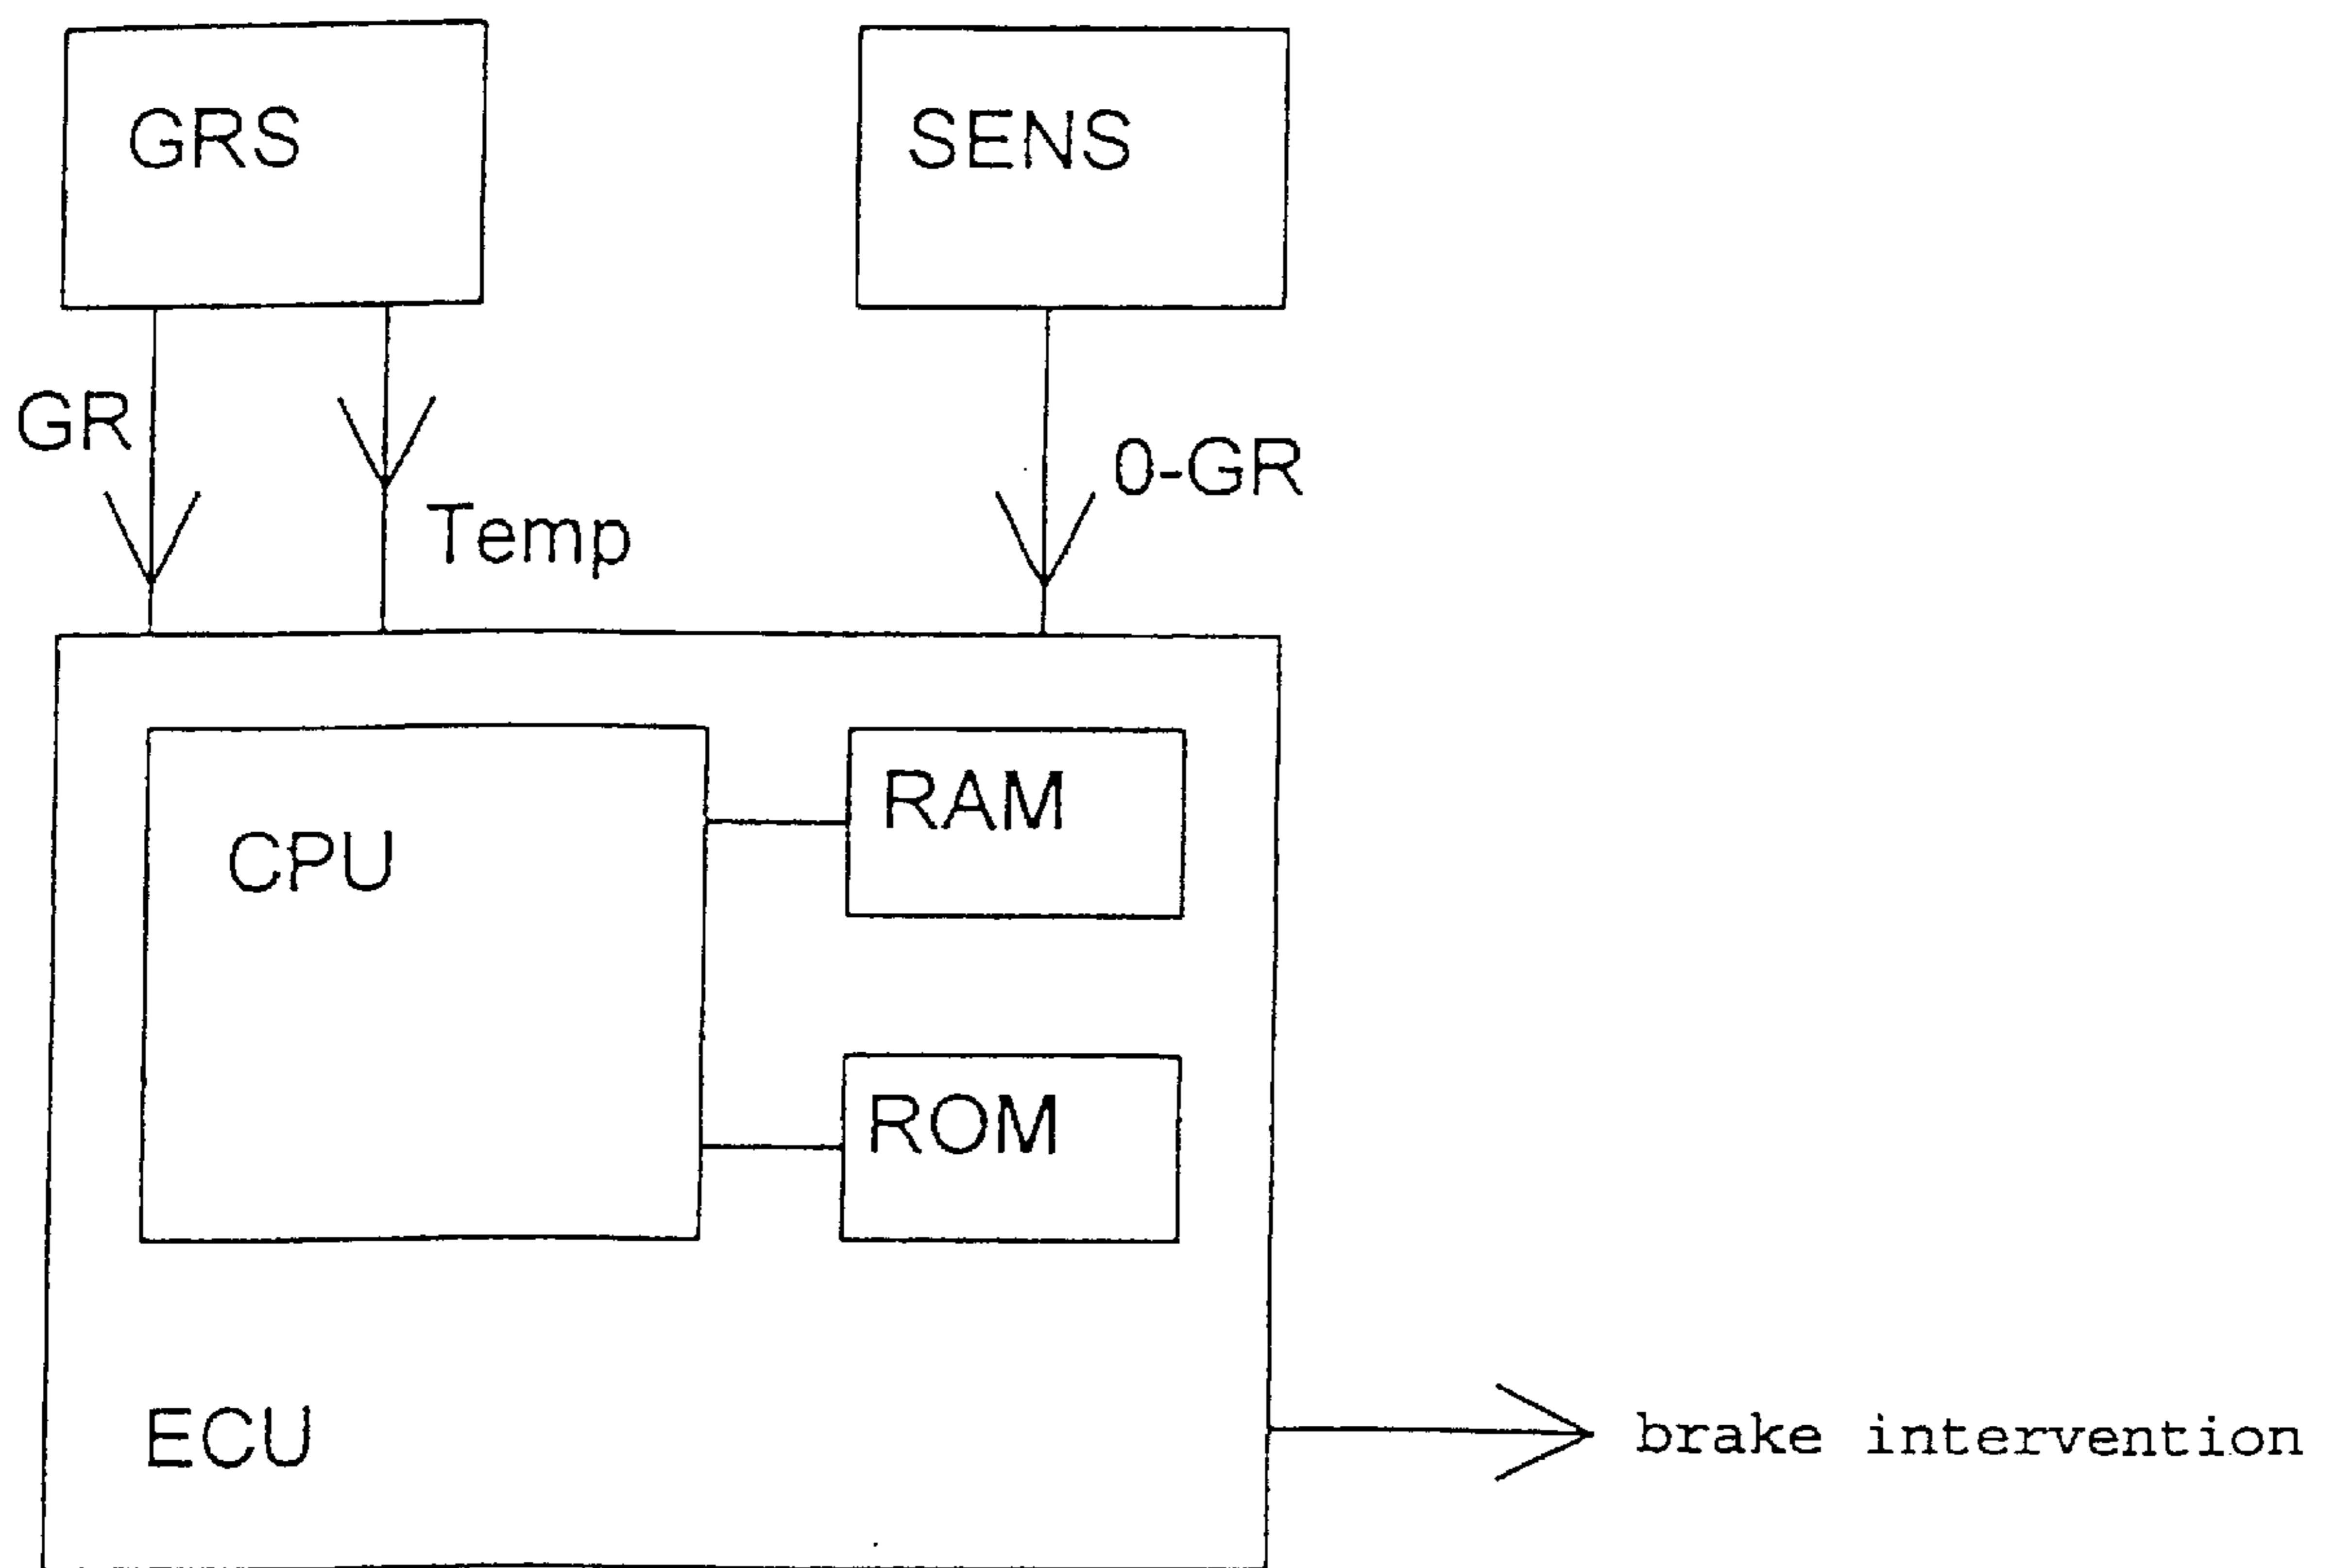 GRS
SENS
GR
Temp
0-GR
CPU
RAM
ROM
ECU
brake intervention